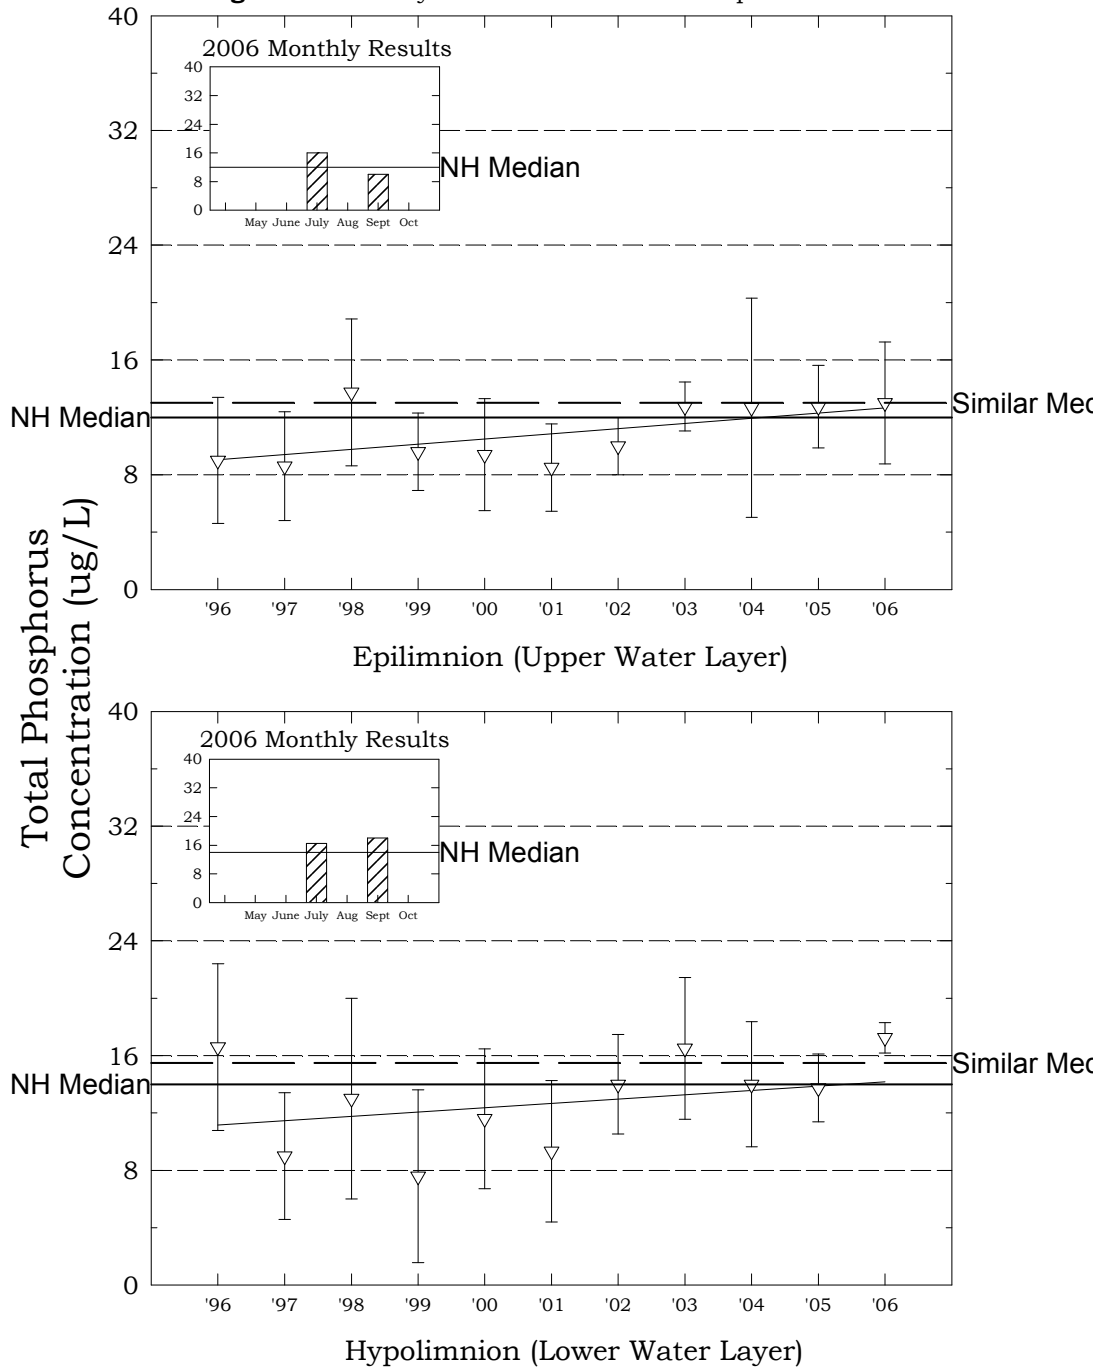 40
2006 Monthly Results
40
32
24
16
8
0
May June July Aug Sept Oct
NH Median
32
24
16
8
0
NH Median
Similar Med
'96 '97 '98 '99 '00 '01 '02 '03 '04 '05 '06
Epilimnion (Upper Water Layer)
Total Phosphorus
Concentration (ug/L)
40
2006 Monthly Results
40
32
24
16
8
0
May June July Aug Sept Oct
NH Median
32
24
16
8
0
NH Median
Similar Med
'96 '97 '98 '99 '00 '01 '02 '03 '04 '05 '06
Hypolimnion (Lower Water Layer)